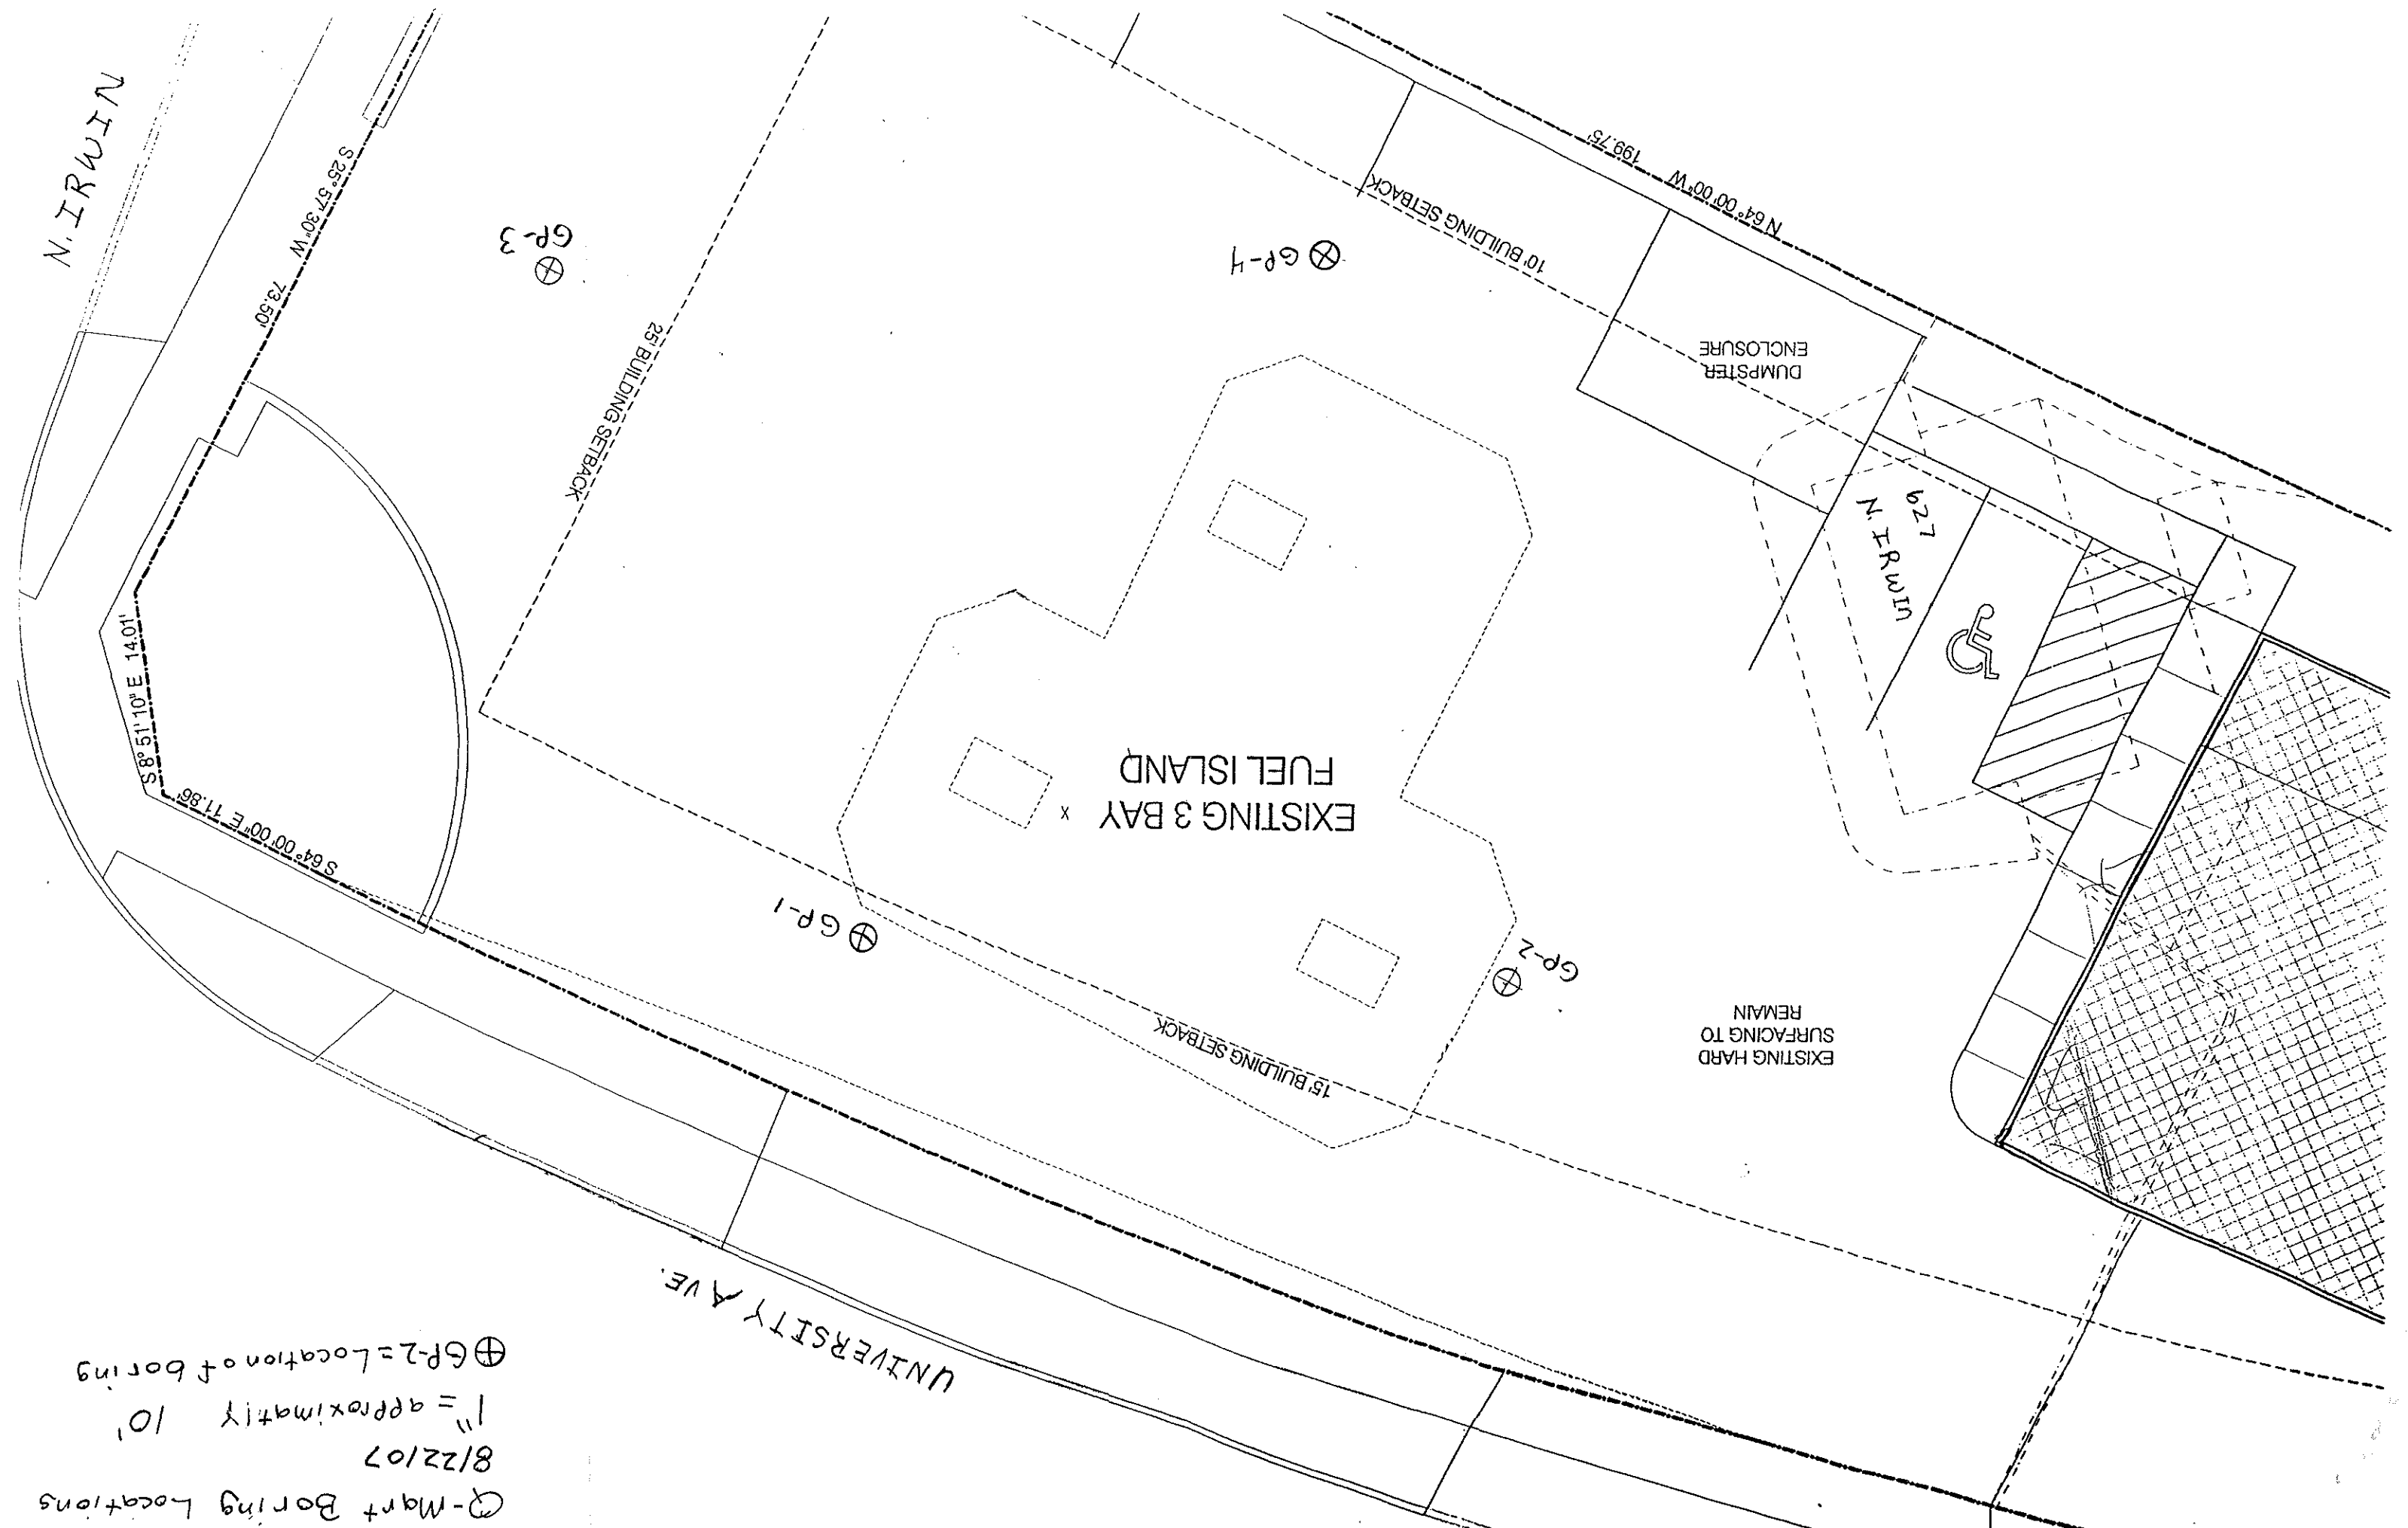 Q-Mart Boring Locations
8/22/07
1" = approximatly 10'
⊕ GP-2 = Location of boring
UNIVERSITY AVE.
EXISTING HARD
SURFACING TO
REMAIN
15' BUILDING SETBACK
GP-2
GP-1
EXISTING 3 BAY
FUEL ISLAND
X
S 64° 00' 00" E 11.86'
S 8° 51' 10" E 14.01'
25' BUILDING SETBACK
627
N. IRWIN
DUMPSTER
ENCLOSURE
10' BUILDING SETBACK
GP-4
GP-3
S 25° 57' 30" W 73.50'
N 64° 00' 00" W 199.75'
N. IRWIN